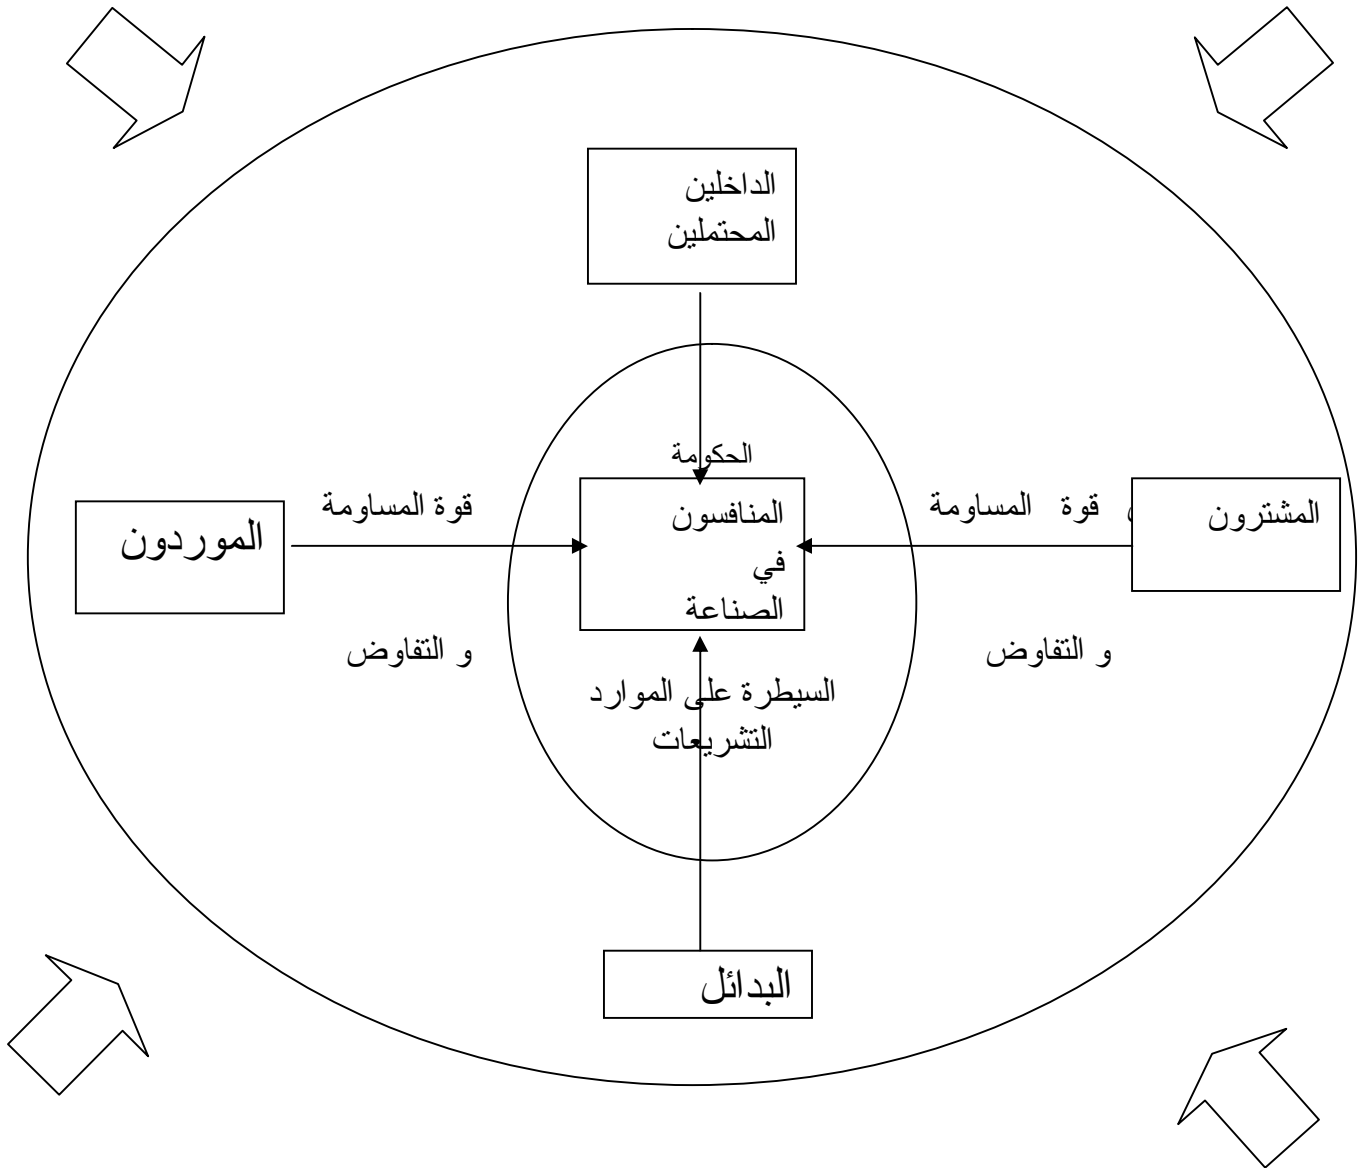 الداخلين
المحتملين
الحكومة
المشترون
قوة المساومة
و التفاوض
المنافسون
في
الصناعة
قوة المساومة
و التفاوض
الموردون
السيطرة على الموارد
التشريعات
البدائل